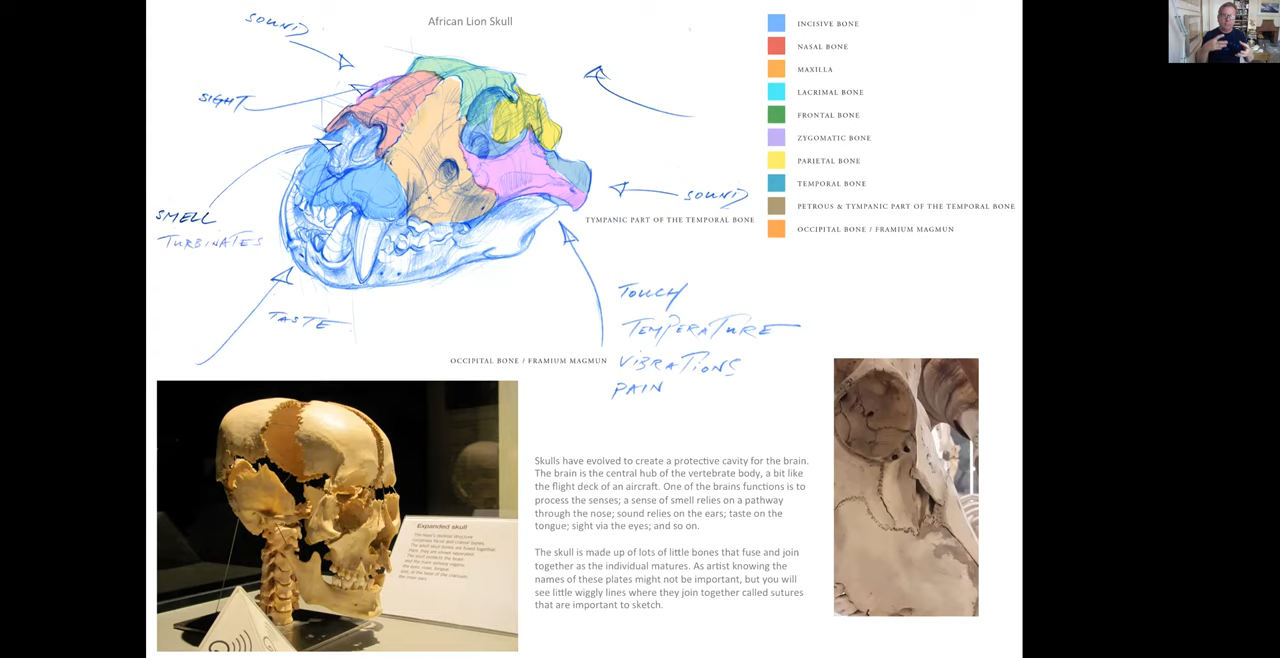 African Lion Skull
SOUND
SIGHT
SMELL
TURBINATES
TASTE
SOUND
TYMPANIC PART OF THE TEMPORAL BONE
TOUCH
TEMPERATURE
VIBRATIONS
PAIN
OCCIPITAL BONE / FRAMIUM MAGMUN
INCISIVE BONE
NASAL BONE
MAXILLA
LACRIMAL BONE
FRONTAL BONE
ZYGOMATIC BONE
PARIETAL BONE
TEMPORAL BONE
PETROUS & TYMPANIC PART OF THE TEMPORAL BONE
OCCIPITAL BONE / FRAMIUM MAGMUN
Expanded skull
Skulls have evolved to create a protective cavity for the brain.
The brain is the central hub of the vertebrate body, a bit like
the flight deck of an aircraft. One of the brains functions is to
process the senses; a sense of smell relies on a pathway
through the nose; sound relies on the ears; taste on the
tongue; sight via the eyes; and so on.
The skull is made up of lots of little bones that fuse and join
together as the individual matures. As artist knowing the
names of these plates might not be important, but you will
see little wiggly lines where they join together called sutures
that are important to sketch.